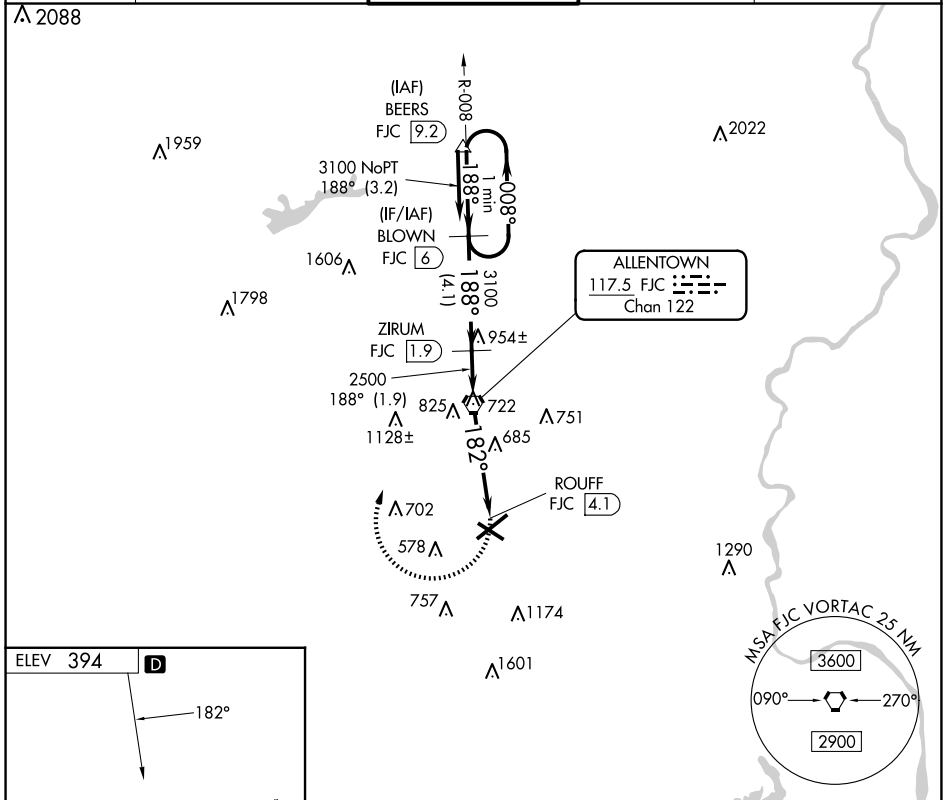 2088
R-008
(IAF)
BEERS
FJC 9.2
1959
2022
3100 NoPT
188° (3.2)
188°
1 min
008°
(IF/IAF)
BLOWN
FJC 6
1606
3100
188°
(4.1)
ALLENTOWN
117.5 FJC
Chan 122
1798
ZIRUM
FJC 1.9
954±
2500
188° (1.9)
825
722
751
1128±
182°
685
ROUFF
FJC 4.1
702
578
1290
757
1174
1601
MSA FJC VORTAC 25 NM
3600
090°
270°
2900
ELEV 394
D
182°